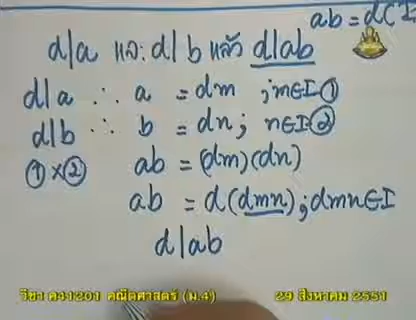 ab = d(
d|a และ d|b แล้ว d|ab
d|a ∴ a = dm ; m∈I ①
d|b ∴ b = dn ; n∈I ②
①×② ab = (dm)(dn)
ab = d(dmn) ; dmn∈I
d|ab
วิชา ค31201 คณิตศาสตร์ (ม.4) 29 สิงหาคม 2551